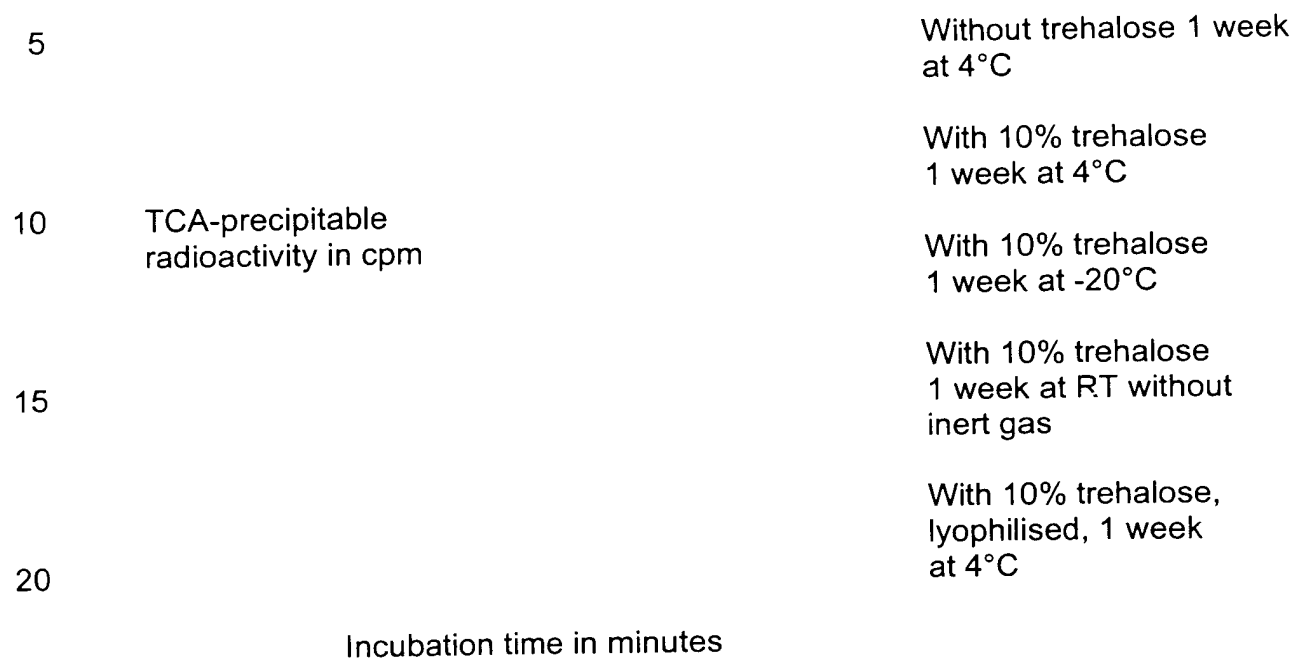 5
Without trehalose 1 week
at 4°C
With 10% trehalose
1 week at 4°C
10
TCA-precipitable
radioactivity in cpm
With 10% trehalose
1 week at -20°C
With 10% trehalose
1 week at RT without
inert gas
15
With 10% trehalose,
lyophilised, 1 week
at 4°C
20
Incubation time in minutes